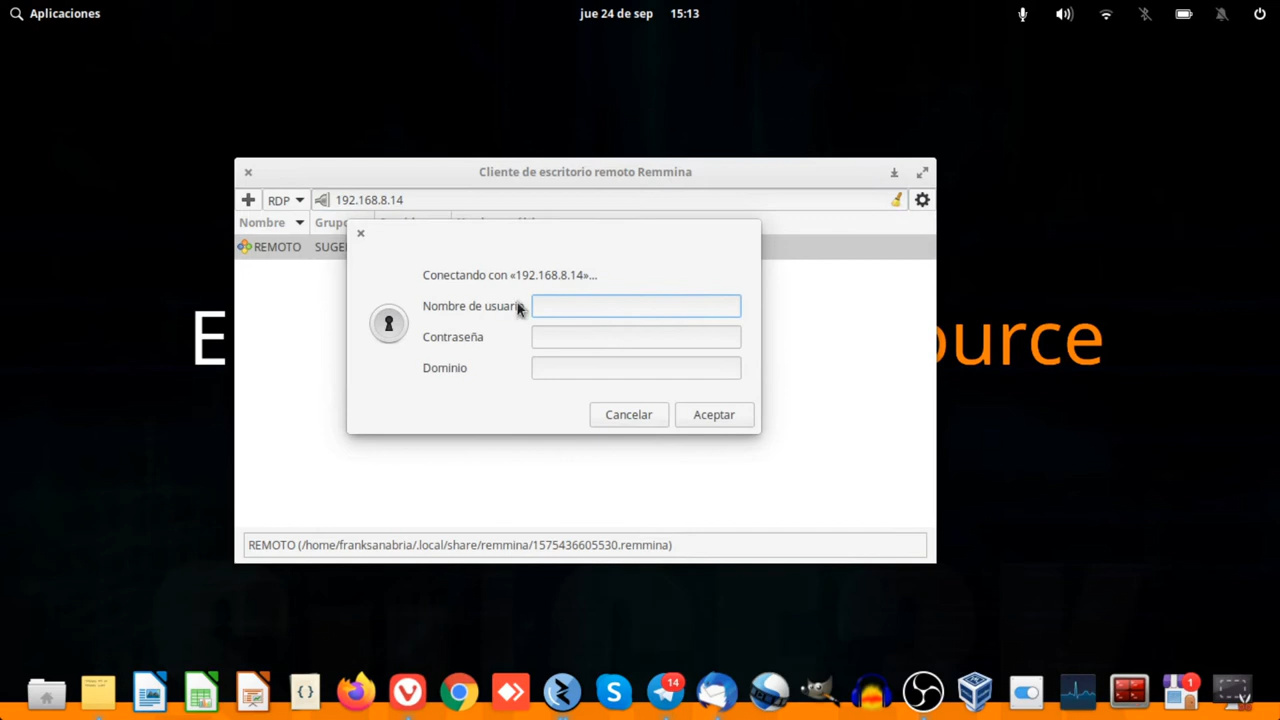 Aplicaciones
jue 24 de sep 15:13
Cliente de escritorio remoto Remmina
RDP 192.168.8.14
Nombre
REMOTO
Conectando con «192.168.8.14»...
Nombre de usuario
Contraseña
Dominio
Cancelar Aceptar
ource
REMOTO (/home/franksanabria/.local/share/remmina/1575436605530.remmina)
14
1